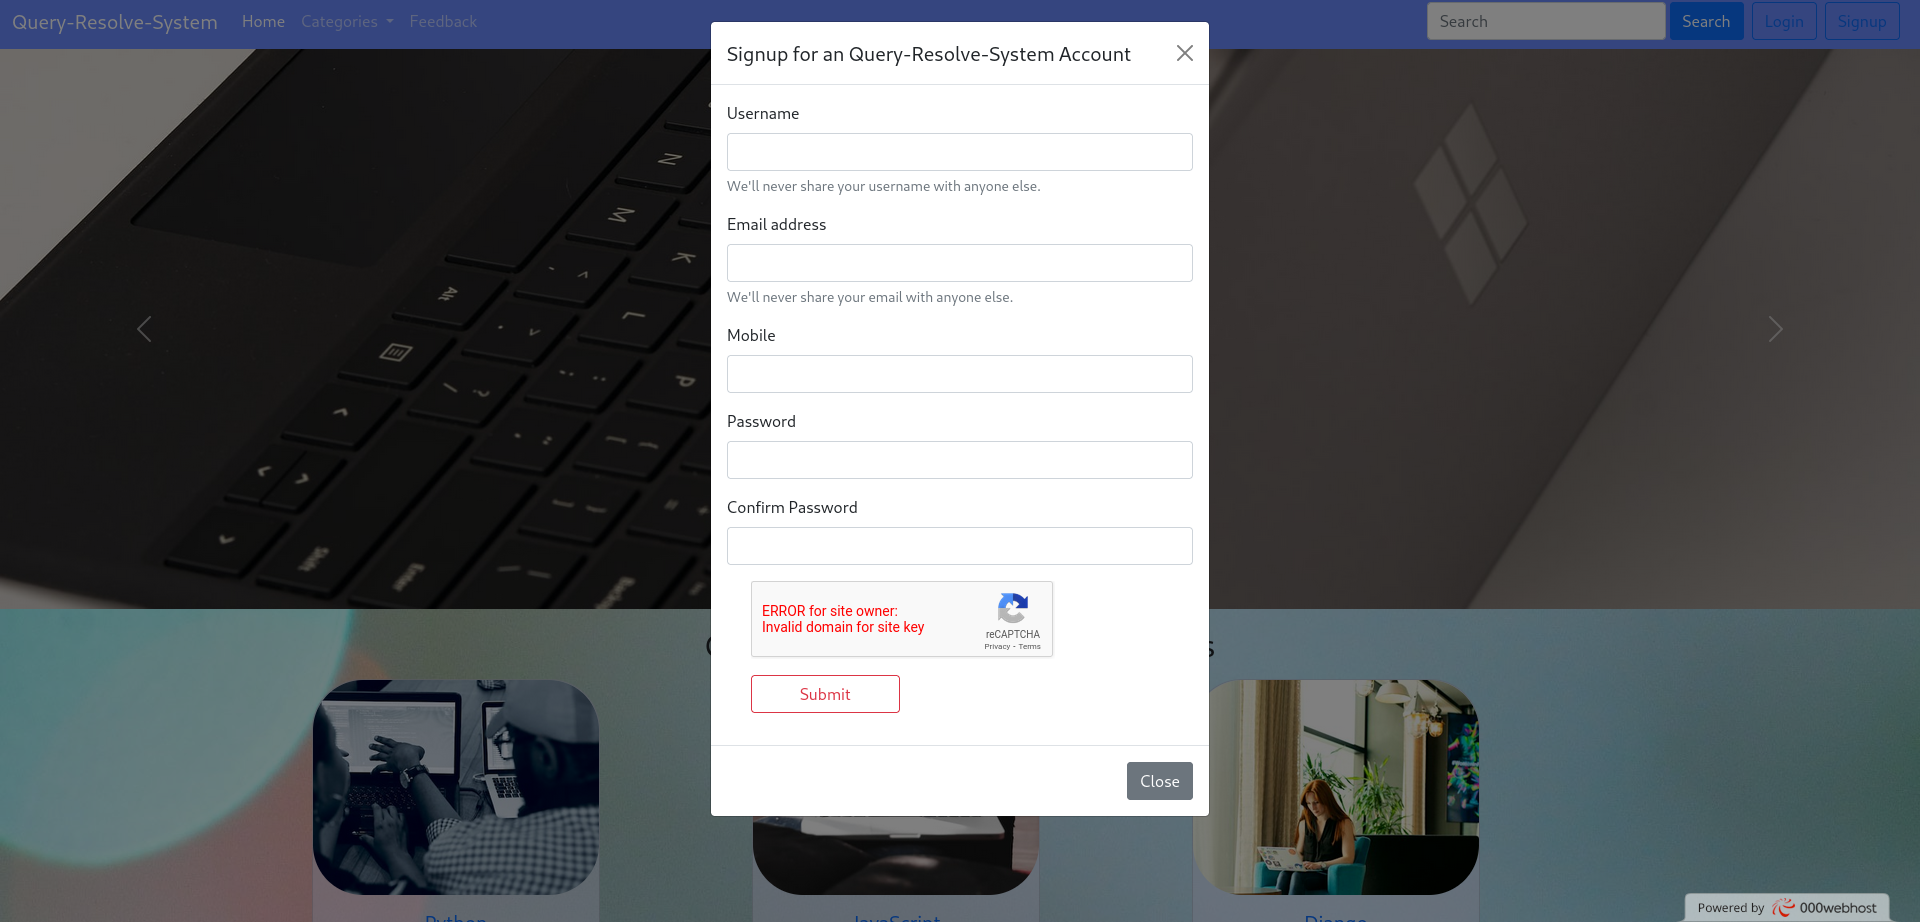 Query-Resolve-System Home Categories Feedback Search Search Login Signup
Signup for an Query-Resolve-System Account
Username
We'll never share your username with anyone else.
Email address
We'll never share your email with anyone else.
Mobile
Password
Confirm Password
ERROR for site owner:
Invalid domain for site key
reCAPTCHA
Privacy - Terms
Submit
Close
Python JavaScript Django
Powered by 000webhost